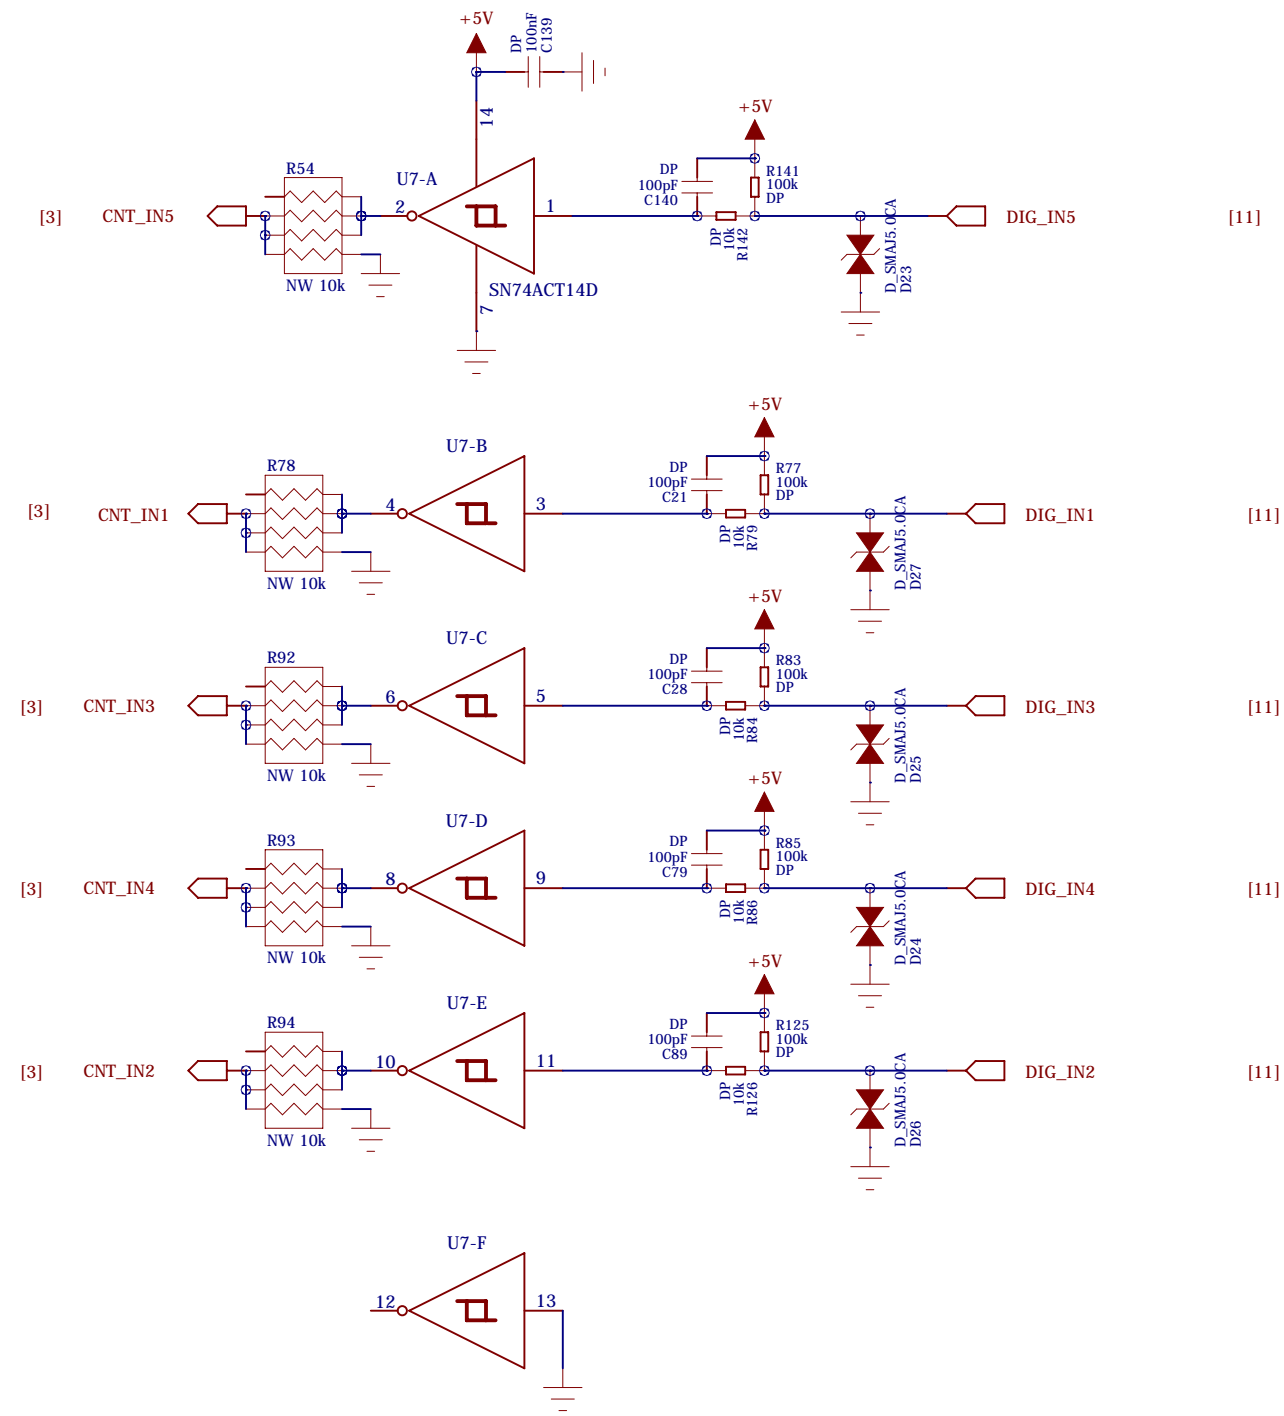 +5V
DP
100nF
C139
14
+5V
R54
U7-A
DP
100pF
C140
R141
100k
DP
[3]
CNT_IN5
2
1
DIG_IN5
[11]
DP
10k
R142
D_SMAJ5.0CA
D23
NW 10k
SN74ACT14D
7
+5V
U7-B
R78
DP
100pF
C21
R77
100k
DP
[3]
CNT_IN1
4
3
DIG_IN1
[11]
DP
10k
R79
D_SMAJ5.0CA
D27
NW 10k
+5V
U7-C
R92
DP
100pF
C28
R83
100k
DP
[3]
CNT_IN3
6
5
DIG_IN3
[11]
DP
10k
R84
D_SMAJ5.0CA
D25
NW 10k
+5V
U7-D
R93
DP
100pF
C79
R85
100k
DP
[3]
CNT_IN4
8
9
DIG_IN4
[11]
DP
10k
R86
D_SMAJ5.0CA
D24
NW 10k
+5V
U7-E
R94
DP
100pF
C89
R125
100k
DP
[3]
CNT_IN2
10
11
DIG_IN2
[11]
DP
10k
R126
D_SMAJ5.0CA
D26
NW 10k
U7-F
12
13